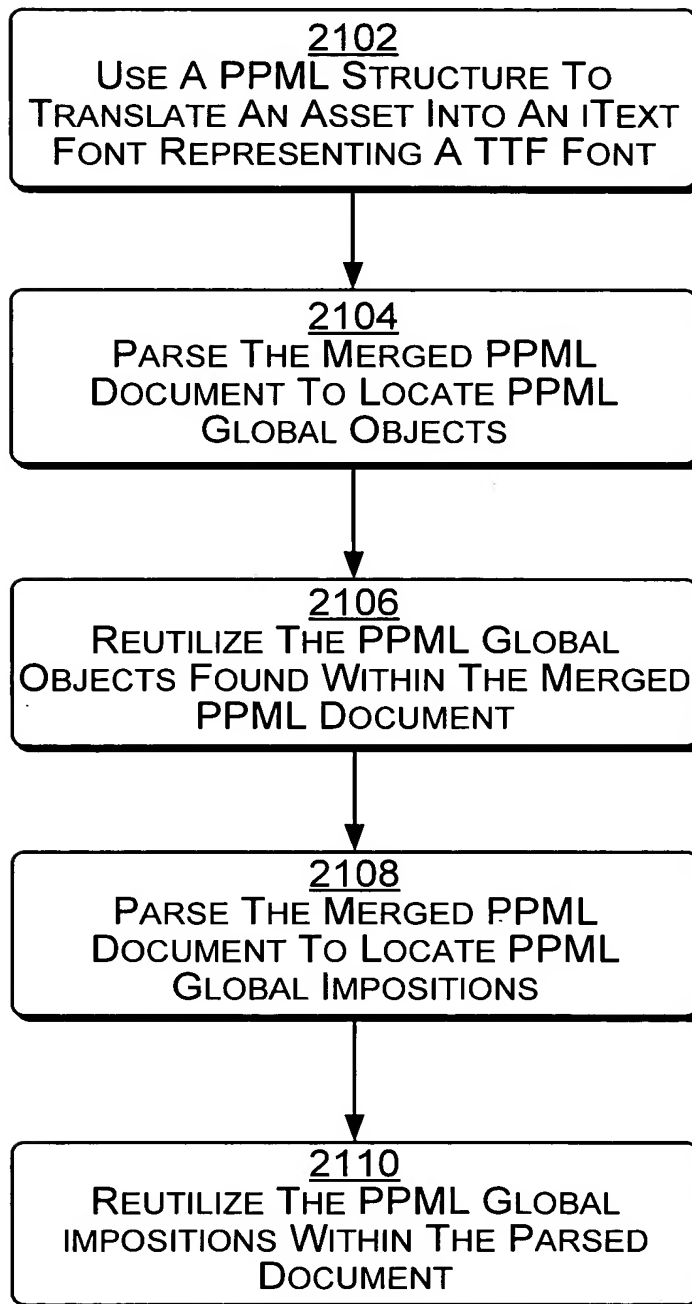 2102
USE A PPML STRUCTURE TO
TRANSLATE AN ASSET INTO AN ITEXT
FONT REPRESENTING A TTF FONT
2104
PARSE THE MERGED PPML
DOCUMENT TO LOCATE PPML
GLOBAL OBJECTS
2106
REUTILIZE THE PPML GLOBAL
OBJECTS FOUND WITHIN THE MERGED
PPML DOCUMENT
2108
PARSE THE MERGED PPML
DOCUMENT TO LOCATE PPML
GLOBAL IMPOSITIONS
2110
REUTILIZE THE PPML GLOBAL
IMPOSITIONS WITHIN THE PARSED
DOCUMENT